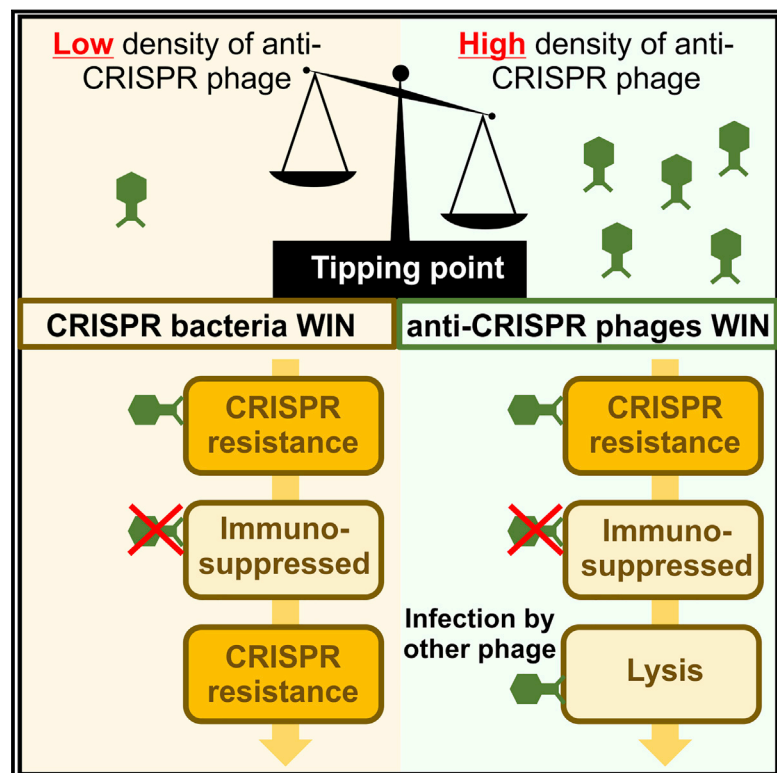 Low density of anti-
CRISPR phage
High density of anti-
CRISPR phage
Tipping point
CRISPR bacteria WIN
anti-CRISPR phages WIN
CRISPR
resistance
Immuno-
suppressed
CRISPR
resistance
CRISPR
resistance
Immuno-
suppressed
Infection by
other phage
Lysis